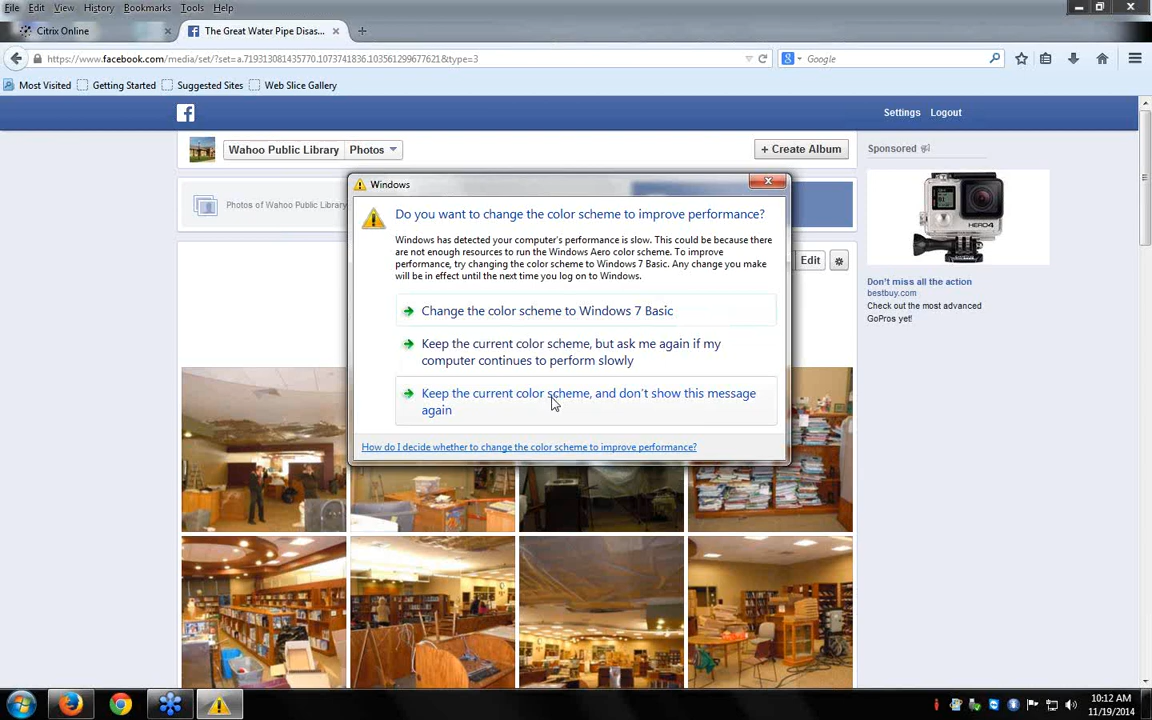 File Edit View History Bookmarks Tools Help
Citrix Online
The Great Water Pipe Disas...
https://www.facebook.com/media/set/?set=a.719313081435770.1073741836.103561299677621&type=3
Google
Most Visited Getting Started Suggested Sites Web Slice Gallery
Settings Logout
Wahoo Public Library Photos
+ Create Album
Sponsored
Windows
Photos of Wahoo Public Library
Do you want to change the color scheme to improve performance?
Windows has detected your computer's performance is slow. This could be because there
are not enough resources to run the Windows Aero color scheme. To improve
performance, try changing the color scheme to Windows 7 Basic. Any change you make
will be in effect until the next time you log on to Windows.
Edit
HERO4
Don't miss all the action
bestbuy.com
Check out the most advanced
GoPros yet!
Change the color scheme to Windows 7 Basic
Keep the current color scheme, but ask me again if my
computer continues to perform slowly
Keep the current color scheme, and don't show this message
again
How do I decide whether to change the color scheme to improve performance?
10:12 AM
11/19/2014